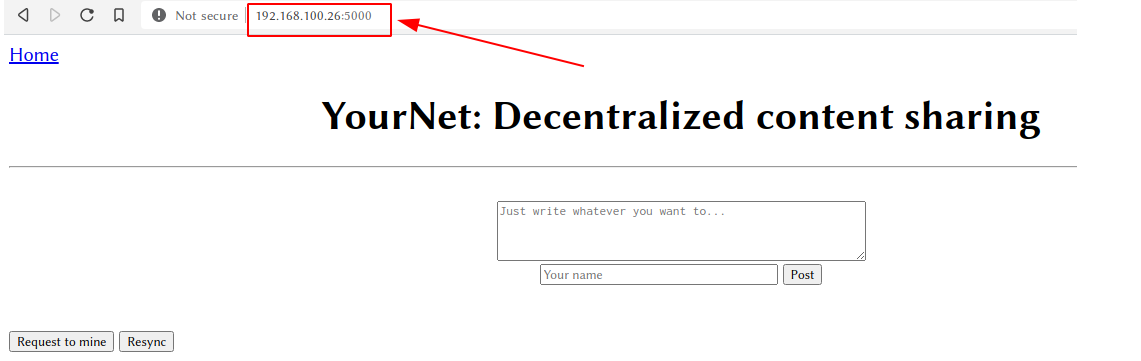 Not secure 192.168.100.26:5000
Home
YourNet: Decentralized content sharing
Just write whatever you want to...
Your name Post
Request to mine Resync